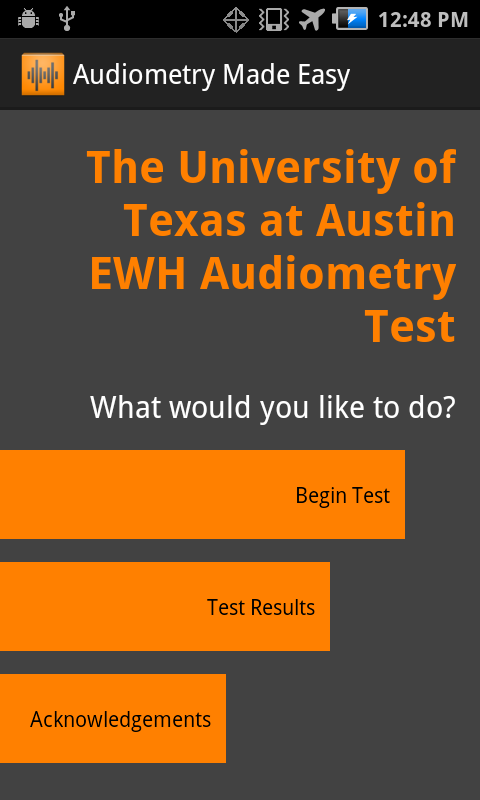 12:48 PM
Audiometry Made Easy
The University of
Texas at Austin
EWH Audiometry
Test
What would you like to do?
Begin Test
Test Results
Acknowledgements